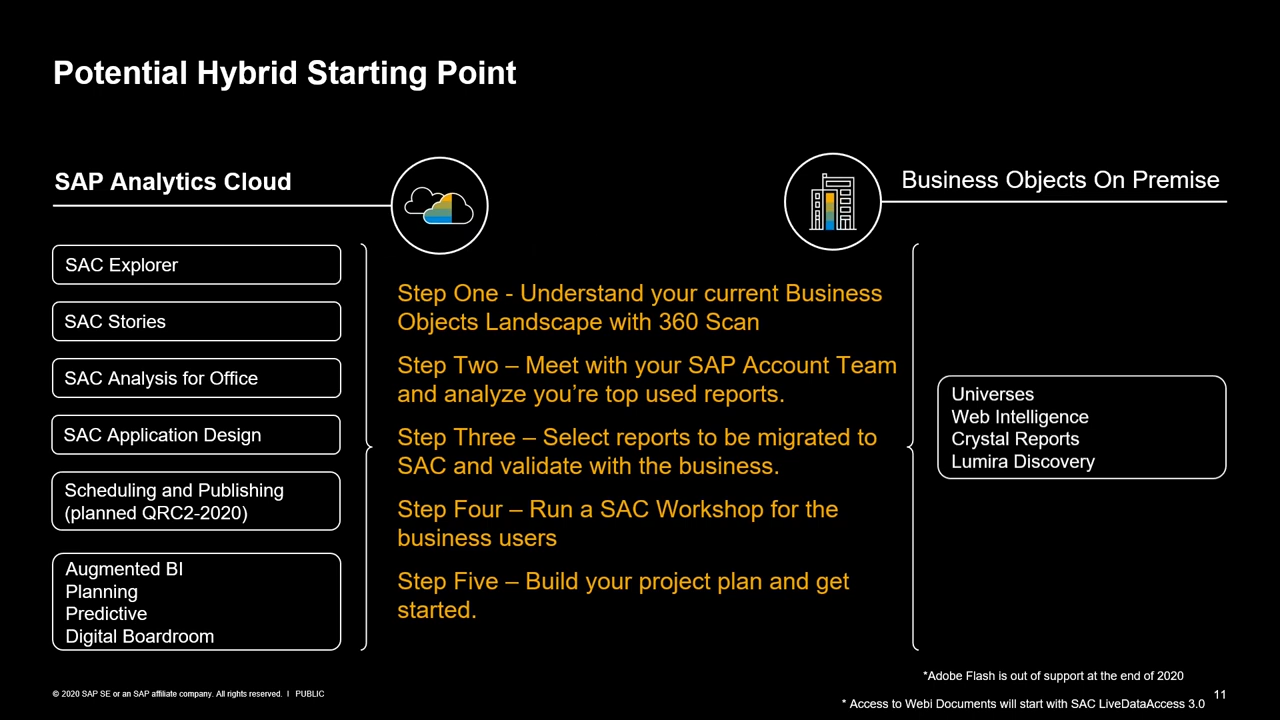 Potential Hybrid Starting Point
SAP Analytics Cloud
SAC Explorer
SAC Stories
SAC Analysis for Office
SAC Application Design
Scheduling and Publishing
(planned QRC2-2020)
Augmented BI
Planning
Predictive
Digital Boardroom
Step One - Understand your current Business
Objects Landscape with 360 Scan
Step Two – Meet with your SAP Account Team
and analyze you’re top used reports.
Step Three – Select reports to be migrated to
SAC and validate with the business.
Step Four – Run a SAC Workshop for the
business users
Step Five – Build your project plan and get
started.
Business Objects On Premise
Universes
Web Intelligence
Crystal Reports
Lumira Discovery
*Adobe Flash is out of support at the end of 2020
* Access to Webi Documents will start with SAC LiveDataAccess 3.0
© 2020 SAP SE or an SAP affiliate company. All rights reserved. I PUBLIC
11